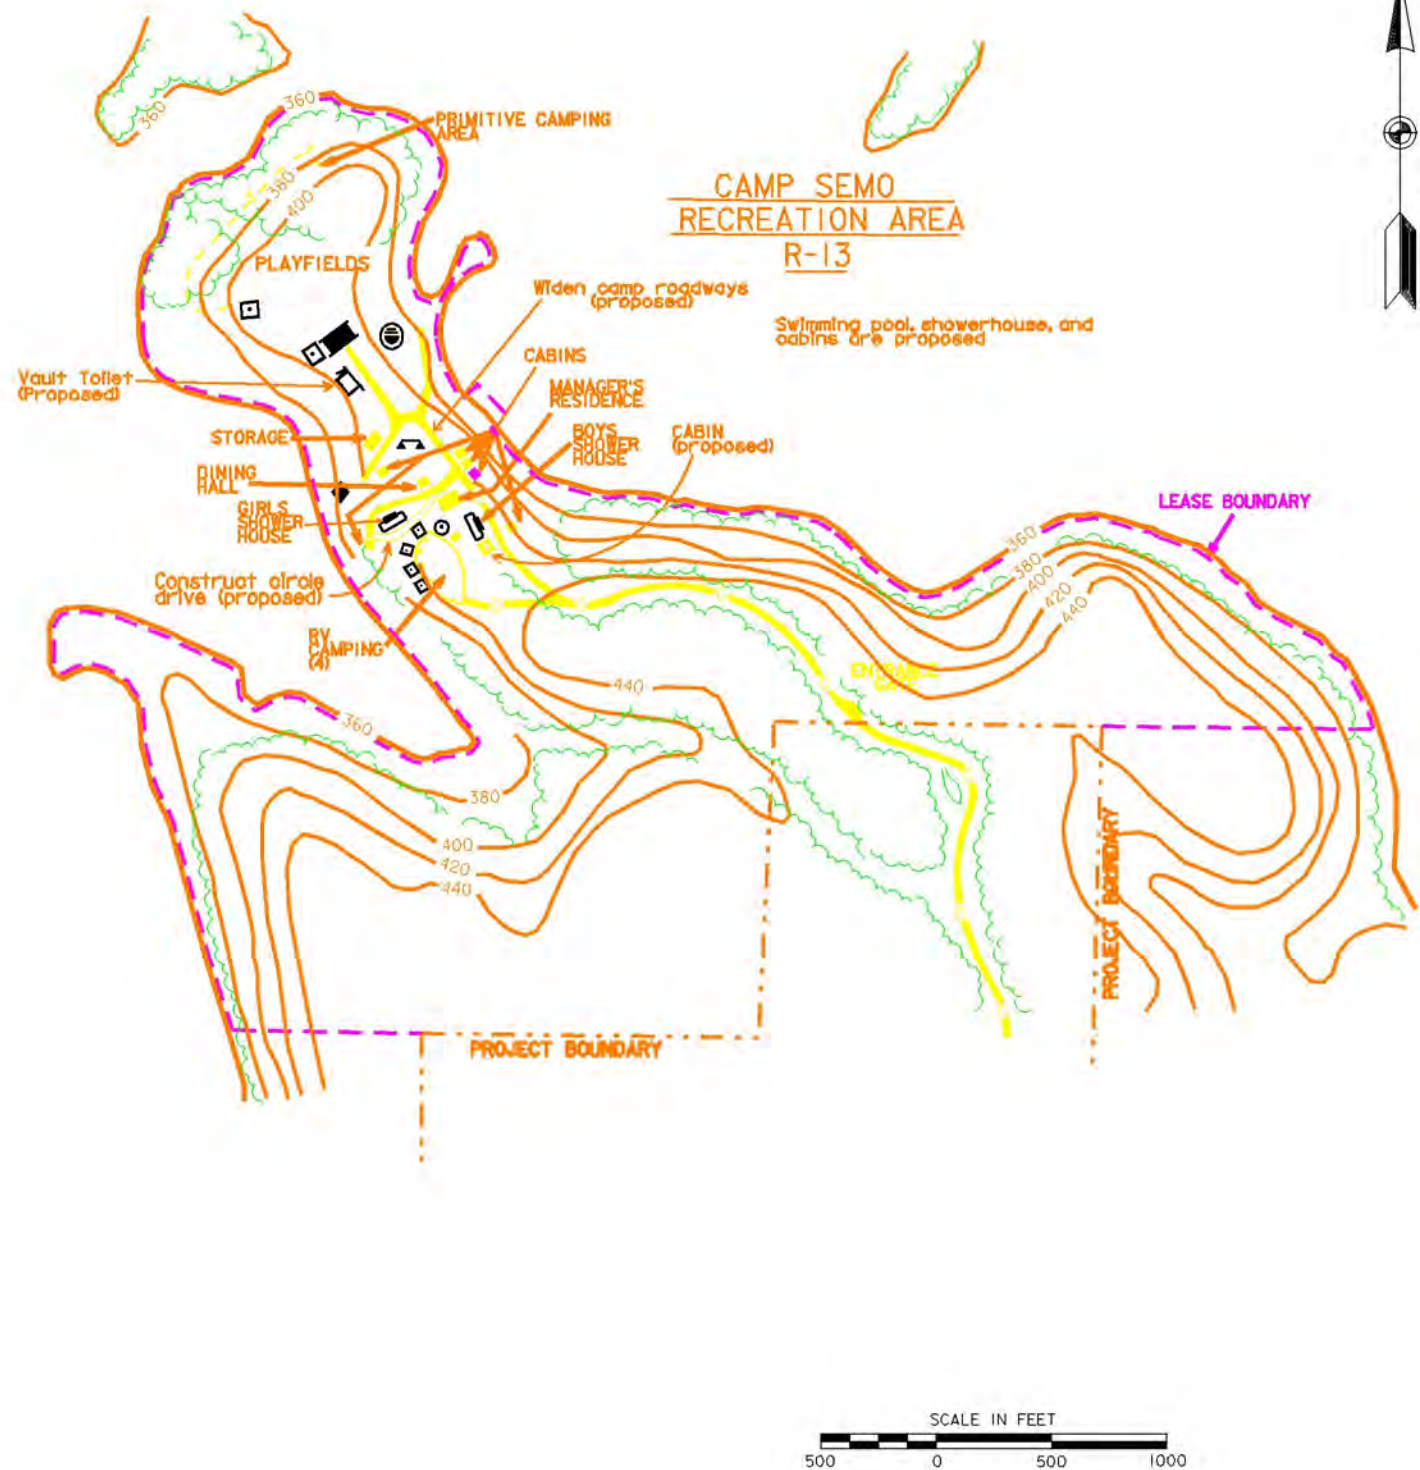 360
360
PRIMITIVE CAMPING
AREA
380
400
CAMP SEMO
RECREATION AREA
R-13
PLAYFIELDS
Widen camp roadways
(proposed)
Swimming pool, showerhouse, and
cabins are proposed
CABINS
Vault Toilet
(Proposed)
MANAGER'S
RESIDENCE
STORAGE
BOYS
SHOWER
HOUSE
CABIN
(proposed)
DINING
HALL
GIRLS
SHOWER
HOUSE
LEASE BOUNDARY
360
380
400
420
440
Construct circle
drive (proposed)
RV
CAMPING
(4)
ENTRANCE
GATE
440
360
380
400
420
440
PROJECT BOUNDARY
PROJECT BOUNDARY
SCALE IN FEET
500 0 500 1000